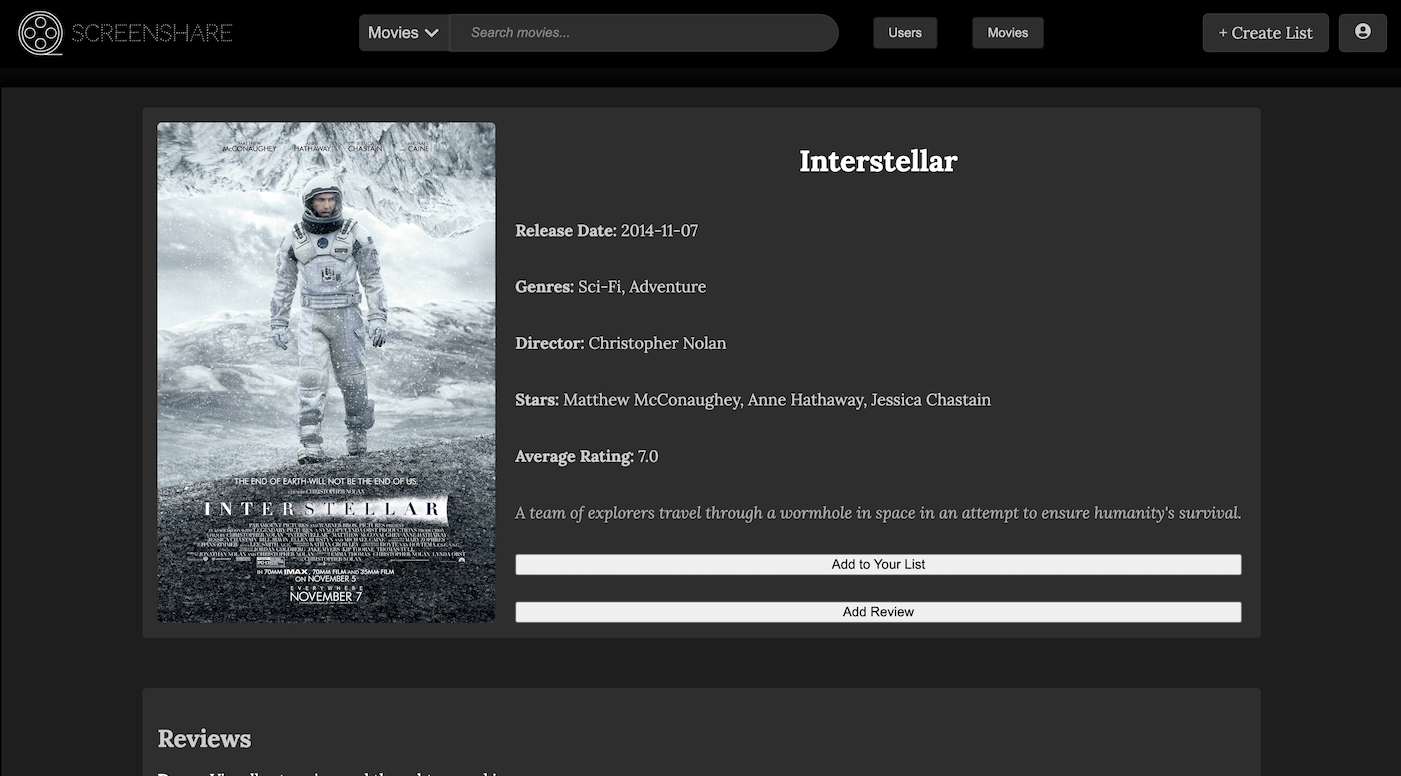 SCREENSHARE
Movies
Search movies...
Users
Movies
+ Create List
McCONAUGHEY HATHAWAY CHASTAIN CAINE
THE END OF EARTH WILL NOT BE THE END OF US
INTERSTELLAR
IN 70MM IMAX, 70MM FILM AND 35MM FILM
ON NOVEMBER 5
EVERYWHERE
NOVEMBER 7
Interstellar
Release Date: 2014-11-07
Genres: Sci-Fi, Adventure
Director: Christopher Nolan
Stars: Matthew McConaughey, Anne Hathaway, Jessica Chastain
Average Rating: 7.0
A team of explorers travel through a wormhole in space in an attempt to ensure humanity's survival.
Add to Your List
Add Review
Reviews